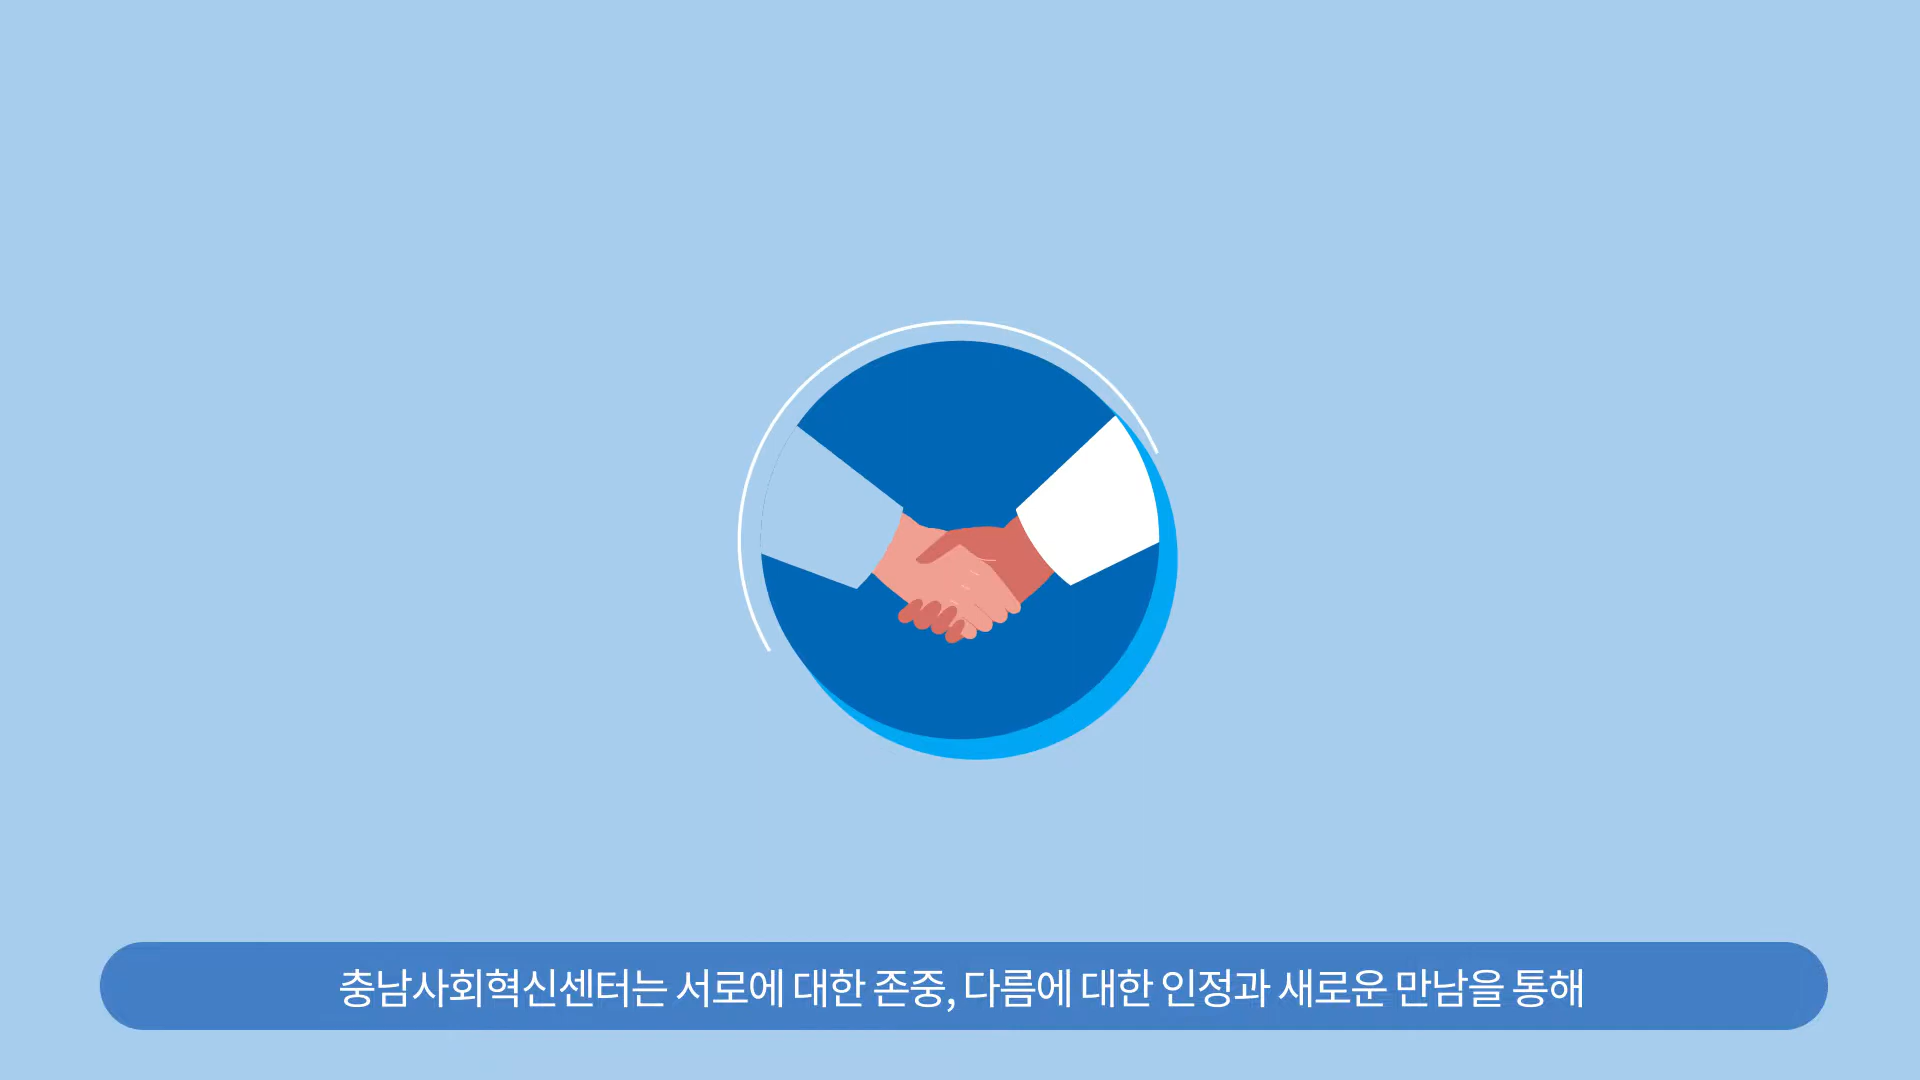 충남사회혁신센터는 서로에 대한 존중, 다름에 대한 인정과 새로운 만남을 통해